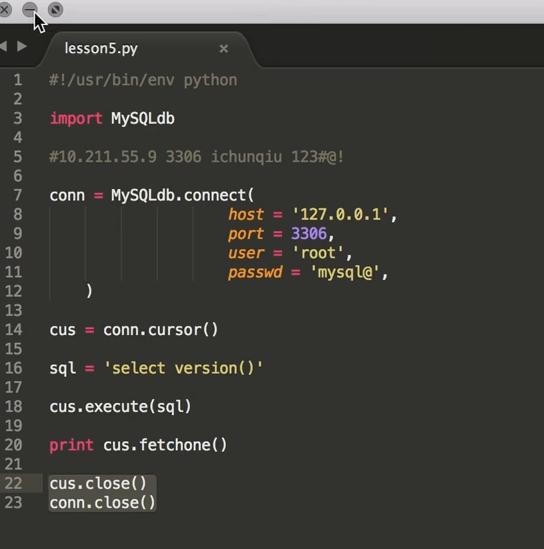 lesson5.py ×
1 #!/usr/bin/env python
2
3 import MySQLdb
4
5 #10.211.55.9 3306 ichunqiu 123#@!
6
7 conn = MySQLdb.connect(
8 host = '127.0.0.1',
9 port = 3306,
10 user = 'root',
11 passwd = 'mysql@',
12 )
13
14 cus = conn.cursor()
15
16 sql = 'select version()'
17
18 cus.execute(sql)
19
20 print cus.fetchone()
21
22 cus.close()
23 conn.close()